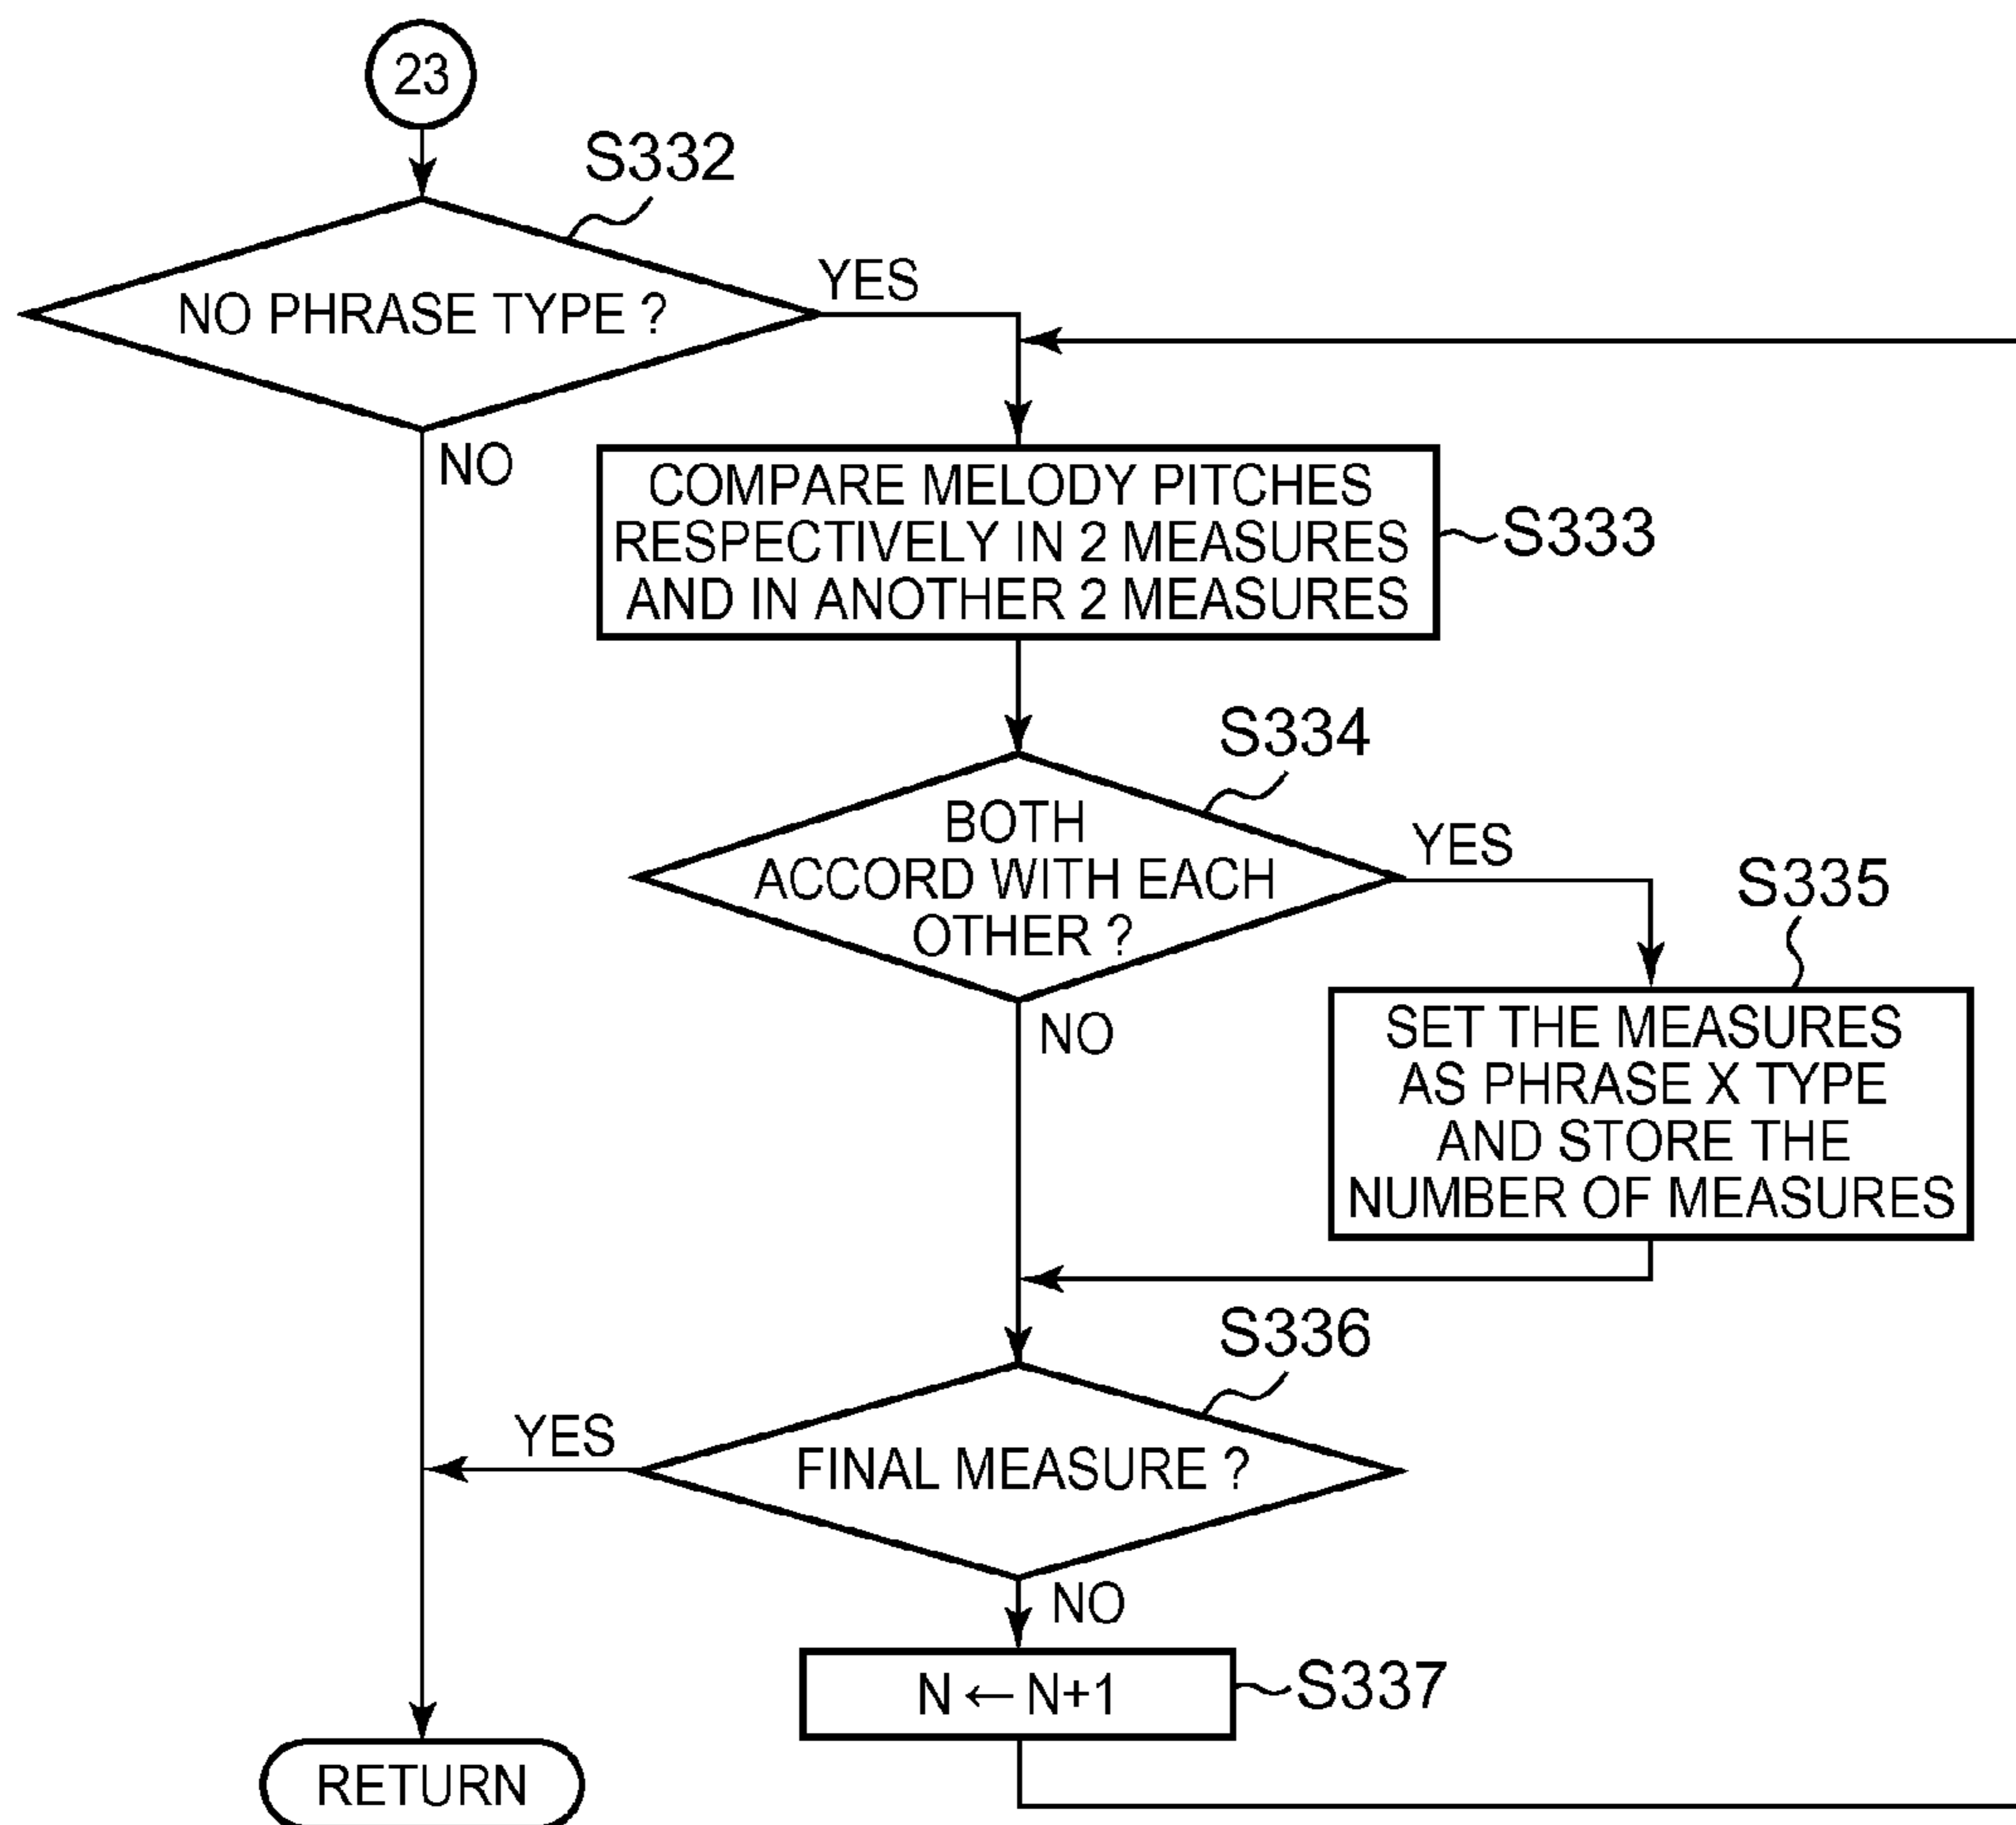 23
S332
NO PHRASE TYPE ?
YES
NO
COMPARE MELODY PITCHES
RESPECTIVELY IN 2 MEASURES
AND IN ANOTHER 2 MEASURES
S333
S334
BOTH
ACCORD WITH EACH
OTHER ?
YES
NO
S335
SET THE MEASURES
AS PHRASE X TYPE
AND STORE THE
NUMBER OF MEASURES
S336
FINAL MEASURE ?
YES
NO
N ← N+1
S337
RETURN